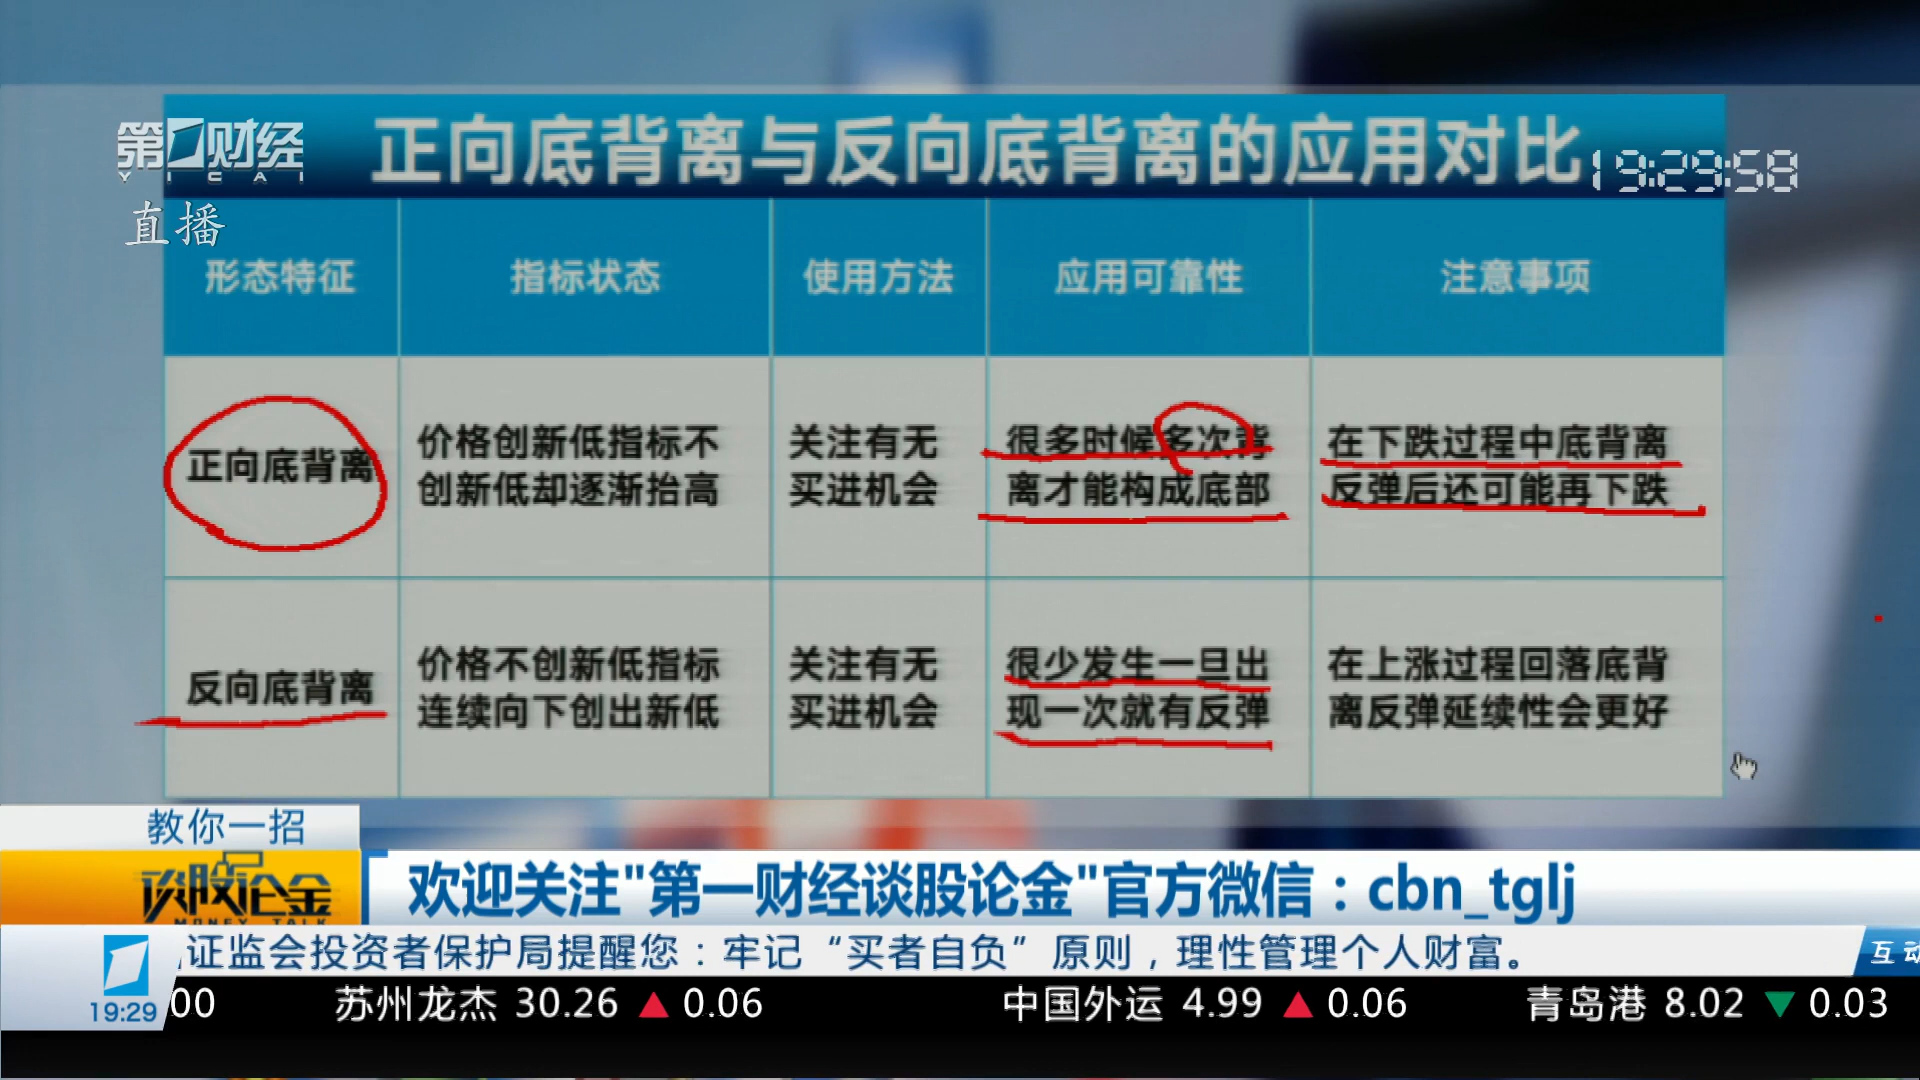 正向底背离与反向底背离的应用对比
第一财经
YICAI
19:29:58
直播
形态特征 指标状态 使用方法 应用可靠性 注意事项
正向底背离
价格创新低指标不
创新低却逐渐抬高
关注有无
买进机会
很多时候多次背
离才能构成底部
在下跌过程中底背离
反弹后还可能再下跌
反向底背离
价格不创新低指标
连续向下创出新低
关注有无
买进机会
很少发生一旦出
现一次就有反弹
在上涨过程回落底背
离反弹延续性会更好
教你一招
谈股论金
MONEY TALK
欢迎关注"第一财经谈股论金"官方微信：cbn_tglj
证监会投资者保护局提醒您：牢记“买者自负”原则，理性管理个人财富。
互动
19:29
00 苏州龙杰 30.26 ▲ 0.06 中国外运 4.99 ▲ 0.06 青岛港 8.02 ▼ 0.03